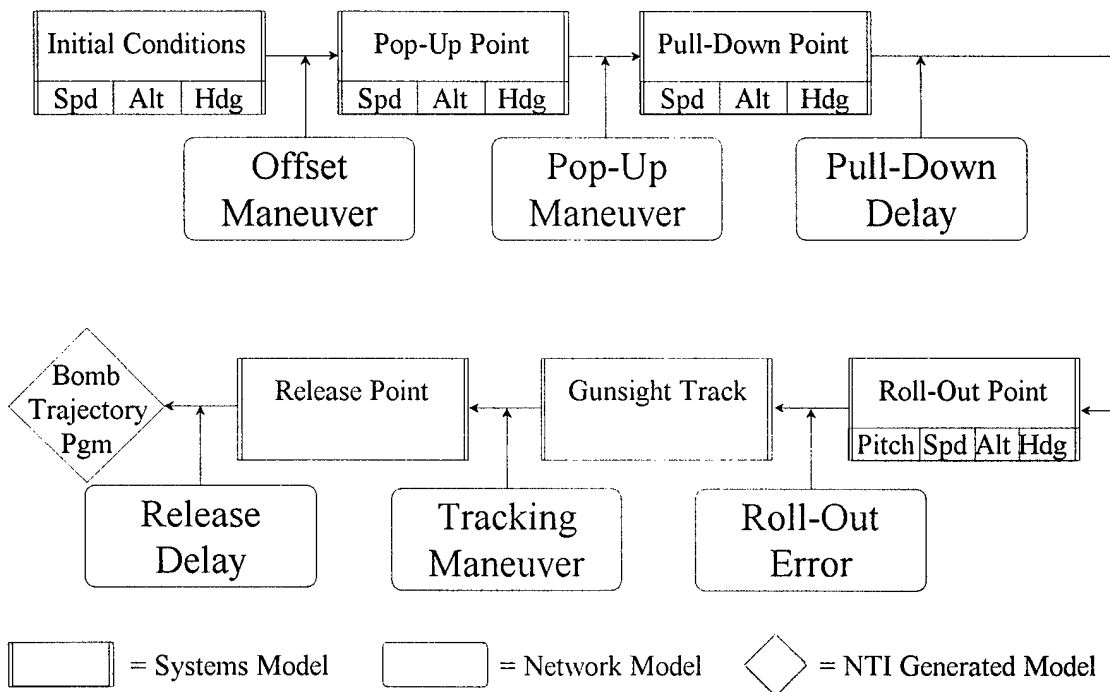 Initial Conditions
Spd Alt Hdg
Pop-Up Point
Spd Alt Hdg
Pull-Down Point
Spd Alt Hdg
Offset
Maneuver
Pop-Up
Maneuver
Pull-Down
Delay
Bomb
Trajectory
Pgm
Release Point
Gunsight Track
Roll-Out Point
Pitch Spd Alt Hdg
Release
Delay
Tracking
Maneuver
Roll-Out
Error
= Systems Model
= Network Model
= NTI Generated Model